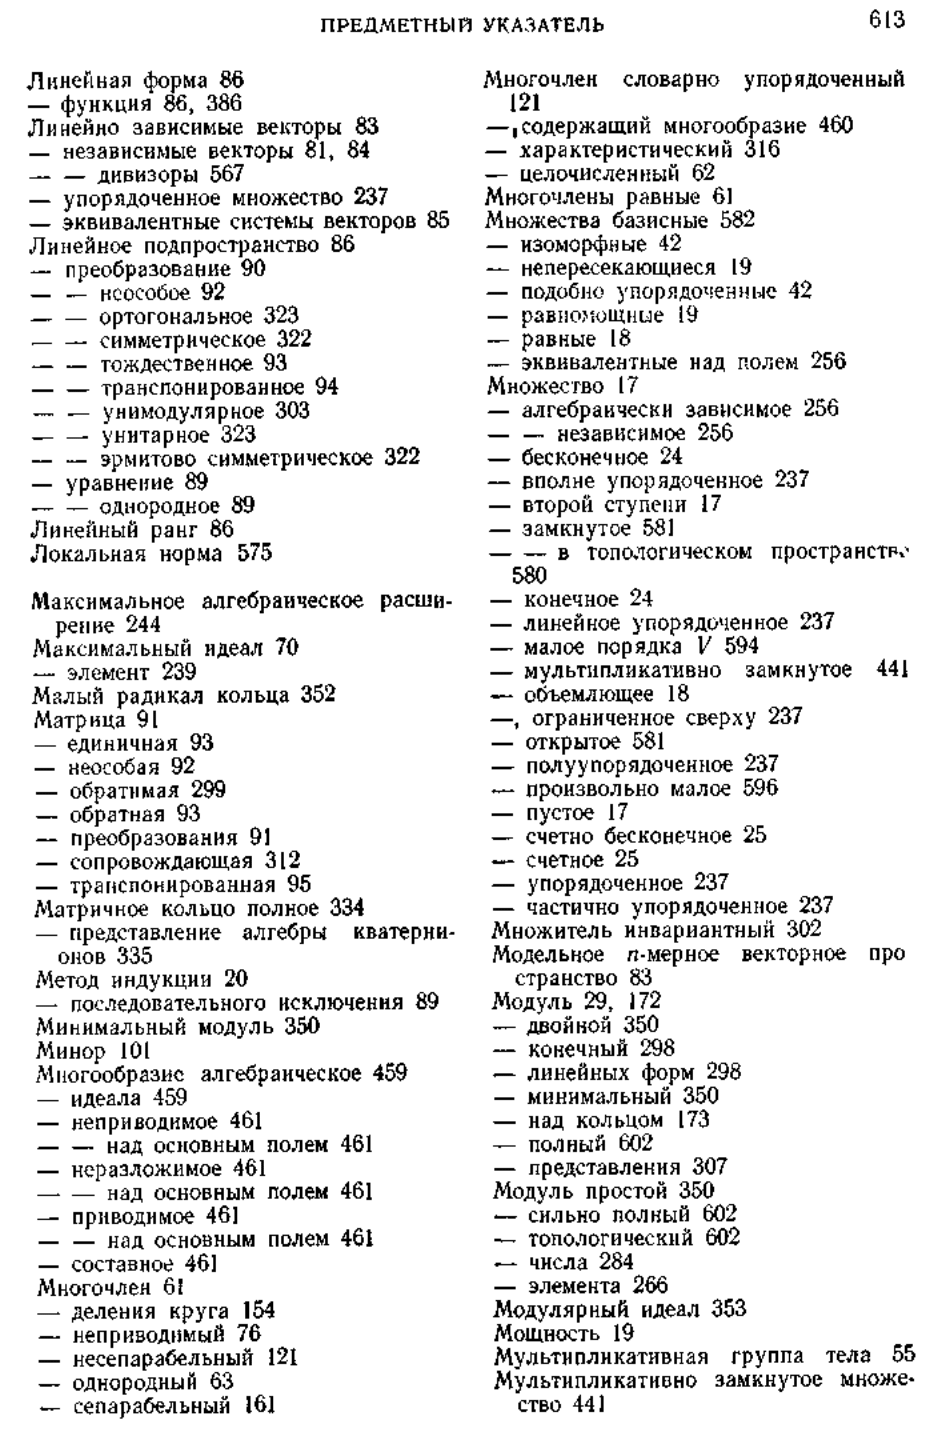 ПРЕДМЕТНЫЙ УКАЗАТЕЛЬ
613
Линейная форма 86
— функция 86, 386
Линейно зависимые векторы 83
— независимые векторы 81, 84
— — дивизоры 567
— упорядоченное множество 237
— эквивалентные системы векторов 85
Линейное подпространство 86
— преобразование 90
— — неособое 92
— — ортогональное 323
— — симметрическое 322
— — тождественное 93
— — транспонированное 94
— — унимодулярное 303
— — унитарное 323
— — эрмитово симметрическое 322
— уравнение 89
— — однородное 89
Линейный ранг 86
Локальная норма 575
Максимальное алгебраическое расши-
рение 244
Максимальный идеал 70
— элемент 239
Малый радикал кольца 352
Матрица 91
— единичная 93
— неособая 92
— обратимая 299
— обратная 93
— преобразования 91
— сопровождающая 312
— транспонированная 95
Матричное кольцо полное 334
— представление алгебры кватерни-
онов 335
Метод индукции 20
— последовательного исключения 89
Минимальный модуль 350
Минор 101
Многообразие алгебраическое 459
— идеала 459
— неприводимое 461
— — над основным полем 461
— неразложимое 461
— — над основным полем 461
— приводимое 461
— — над основным полем 461
— составное 461
Многочлен 61
— деления круга 154
— неприводимый 76
— несепарабельный 121
— однородный 63
— сепарабельный 161
Многочлен словарно упорядоченный
121
—, содержащий многообразие 460
— характеристический 316
— целочисленный 62
Многочлены равные 61
Множества базисные 582
— изоморфные 42
— непересекающиеся 19
— подобно упорядоченные 42
— равномощные 19
— равные 18
— эквивалентные над полем 256
Множество 17
— алгебраически зависимое 256
— — независимое 256
— бесконечное 24
— вполне упорядоченное 237
— второй ступени 17
— замкнутое 581
— — в топологическом пространстве
580
— конечное 24
— линейное упорядоченное 237
— малое порядка V 594
— мультипликативно замкнутое 441
— объемлющее 18
—, ограниченное сверху 237
— открытое 581
— полуупорядоченное 237
— произвольно малое 596
— пустое 17
— счетно бесконечное 25
— счетное 25
— упорядоченное 237
— частично упорядоченное 237
Множитель инвариантный 302
Модельное n-мерное векторное про
странство 83
Модуль 29, 172
— двойной 350
— конечный 298
— линейных форм 298
— минимальный 350
— над кольцом 173
— полный 602
— представления 307
Модуль простой 350
— сильно полный 602
— топологический 602
— числа 284
— элемента 266
Модулярный идеал 353
Мощность 19
Мультипликативная группа тела 55
Мультипликативно замкнутое множе-
ство 441